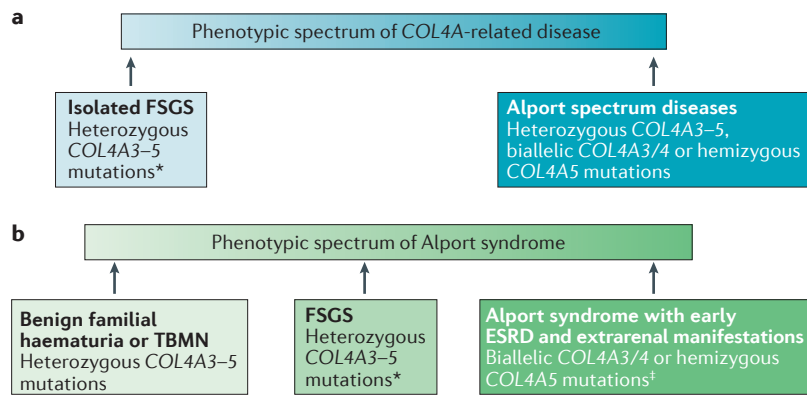 a
Phenotypic spectrum of COL4A-related disease
Isolated FSGS
Heterozygous
COL4A3–5
mutations*
Alport spectrum diseases
Heterozygous COL4A3–5,
biallelic COL4A3/4 or hemizygous
COL4A5 mutations
b
Phenotypic spectrum of Alport syndrome
Benign familial
haematuria or TBMN
Heterozygous COL4A3–5
mutations
FSGS
Heterozygous
COL4A3–5
mutations*
Alport syndrome with early
ESRD and extrarenal manifestations
Biallelic COL4A3/4 or hemizygous
COL4A5 mutations‡